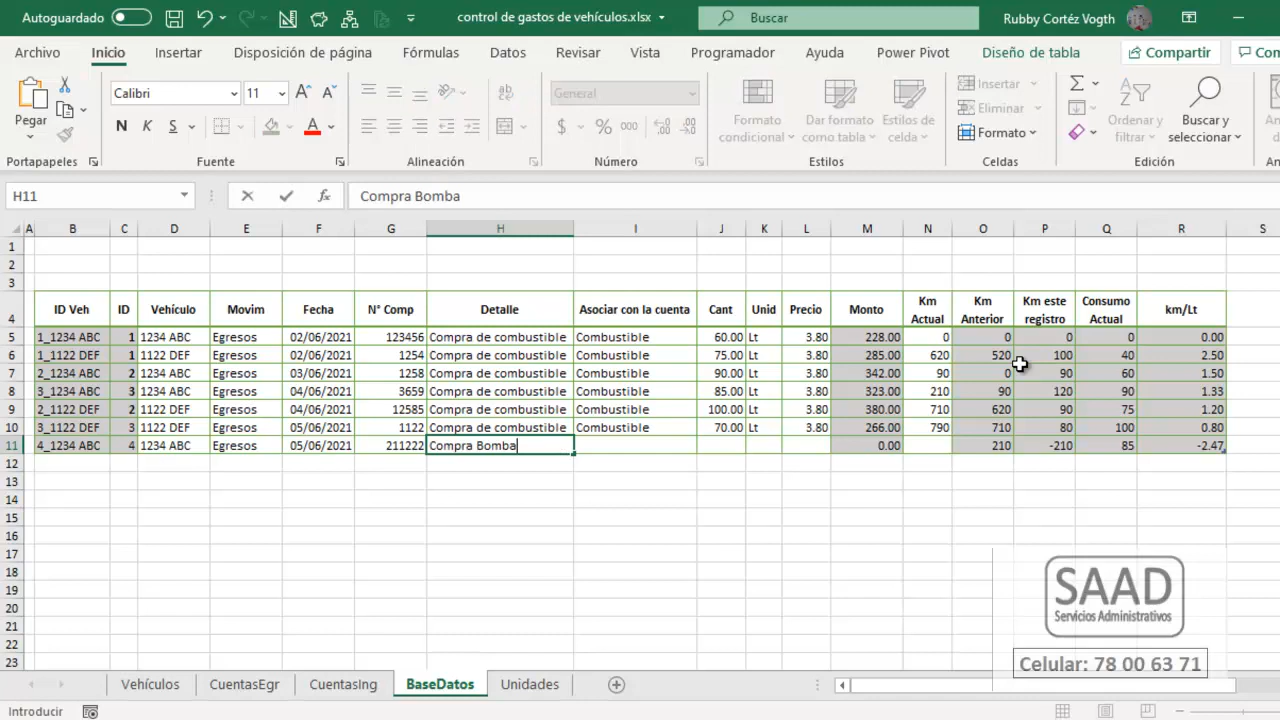 Autoguardado control de gastos de vehículos.xlsx Buscar Rubby Cortéz Vogth
Archivo Inicio Insertar Disposición de página Fórmulas Datos Revisar Vista Programador Ayuda Power Pivot Diseño de tabla Compartir Com
Pegar Calibri 11 General Formato condicional Dar formato como tabla Estilos de celda Insertar Eliminar Formato Ordenar y filtrar Buscar y seleccionar An
N K S $ % 000
Portapapeles Fuente Alineación Número Estilos Celdas Edición An
H11 fx Compra Bomba
A B C D E F G H I J K L M N O P Q R S
1
2
3
4 ID Veh ID Vehículo Movim Fecha N° Comp Detalle Asociar con la cuenta Cant Unid Precio Monto Km Actual Km Anterior Km este registro Consumo Actual km/Lt
5 1_1234 ABC 1 1234 ABC Egresos 02/06/2021 123456 Compra de combustible Combustible 60.00 Lt 3.80 228.00 0 0 0 0 0.00
6 1_1122 DEF 1 1122 DEF Egresos 02/06/2021 1254 Compra de combustible Combustible 75.00 Lt 3.80 285.00 620 520 100 40 2.50
7 2_1234 ABC 2 1234 ABC Egresos 03/06/2021 1258 Compra de combustible Combustible 90.00 Lt 3.80 342.00 90 0 90 60 1.50
8 3_1234 ABC 3 1234 ABC Egresos 04/06/2021 3659 Compra de combustible Combustible 85.00 Lt 3.80 323.00 210 90 120 90 1.33
9 2_1122 DEF 2 1122 DEF Egresos 04/06/2021 12585 Compra de combustible Combustible 100.00 Lt 3.80 380.00 710 620 90 75 1.20
10 3_1122 DEF 3 1122 DEF Egresos 05/06/2021 1122 Compra de combustible Combustible 70.00 Lt 3.80 266.00 790 710 80 100 0.80
11 4_1234 ABC 4 1234 ABC Egresos 05/06/2021 211222 Compra Bomba 0.00 210 -210 85 -2.47
12
13
14
15
16
17
18
19
20
21
22
23
SAAD
Servicios Administrativos
Celular: 78 00 63 71
Vehículos CuentasEgr CuentasIng BaseDatos Unidades
Introducir